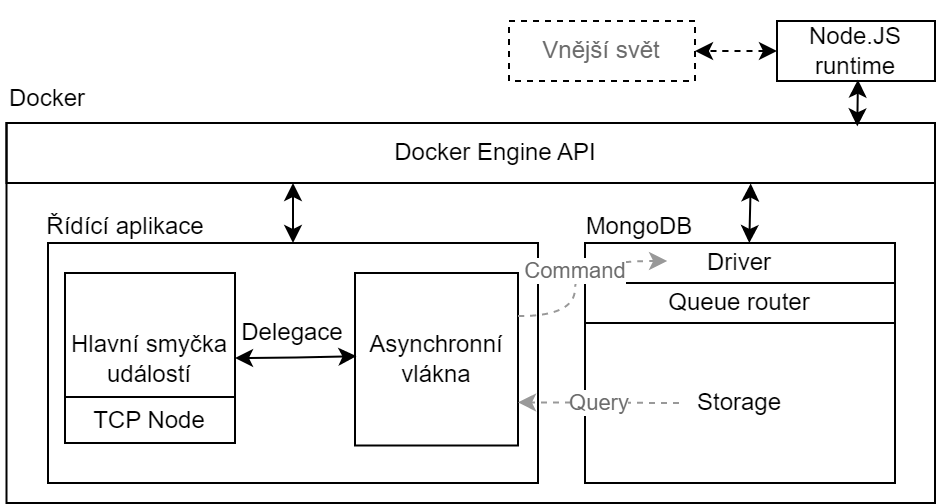 Vnější svět
Node.JS
runtime
Docker
Docker Engine API
Řídící aplikace
MongoDB
Command
Driver
Queue router
Hlavní smyčka
událostí
Delegace
Asynchronní
vlákna
TCP Node
Query
Storage